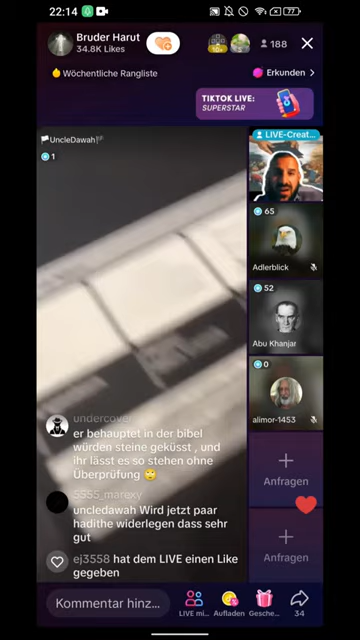 22:14
77
Bruder Harut
34.8K Likes
10+
188
Wöchentliche Rangliste
Erkunden
TIKTOK LIVE:
SUPERSTAR
UncleDawah
1
LIVE-Creat...
65
Adlerblick
52
Abu Khanjar
0
alimor-1453
Anfragen
Anfragen
undercover
er behauptet in der bibel
würden steine geküsst , und
ihr lässt es so stehen ohne
Überprüfung 🙄
5555_marexy
uncledawah Wird jetzt paar
hadithe widerlegen dass sehr
gut
ej3558 hat dem LIVE einen Like
gegeben
Kommentar hinz...
LIVE mi...
Aufladen
Gesche...
34